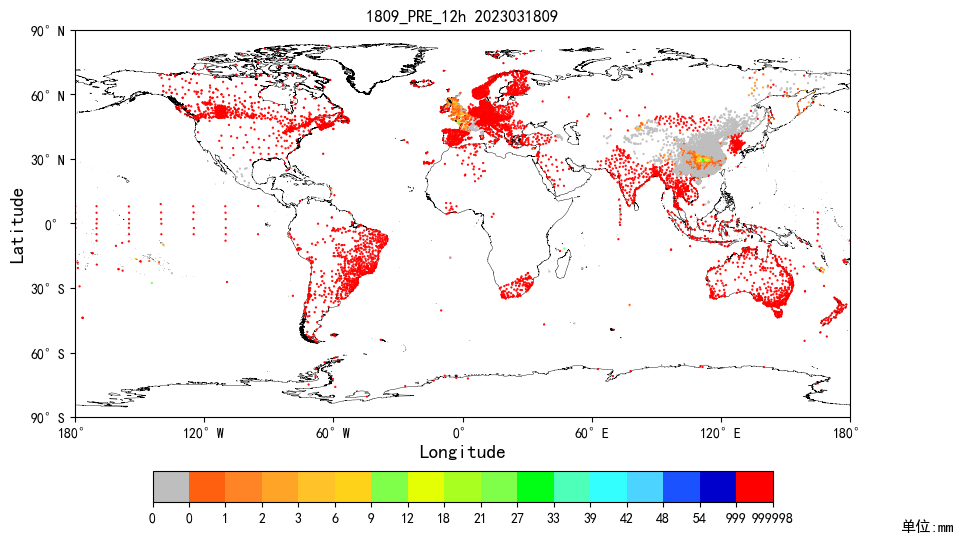 1809_PRE_12h 2023031809
90° N
60° N
30° N
0°
30° S
60° S
90° S
Latitude
180° 120° W 60° W 0° 60° E 120° E 180°
Longitude
0 0 1 2 3 6 9 12 18 21 27 33 39 42 48 54 999 999998
单位:mm